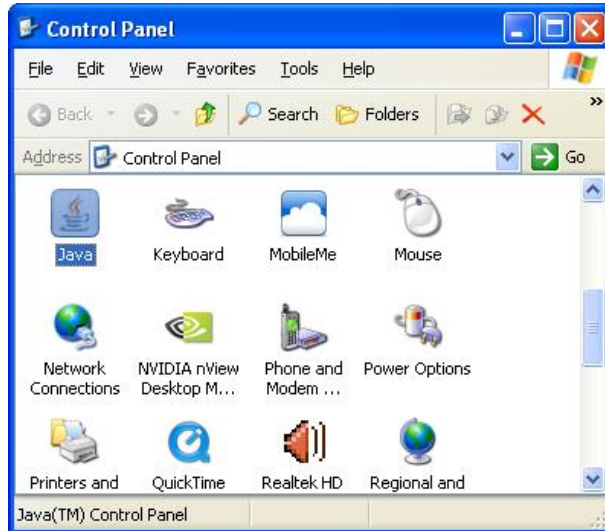 Control Panel
File Edit View Favorites Tools Help
Back Search Folders »
Address Control Panel Go
Java Keyboard MobileMe Mouse
Network Connections
NVIDIA nView Desktop M...
Phone and Modem ...
Power Options
Printers and
QuickTime
Realtek HD
Regional and
Java(TM) Control Panel